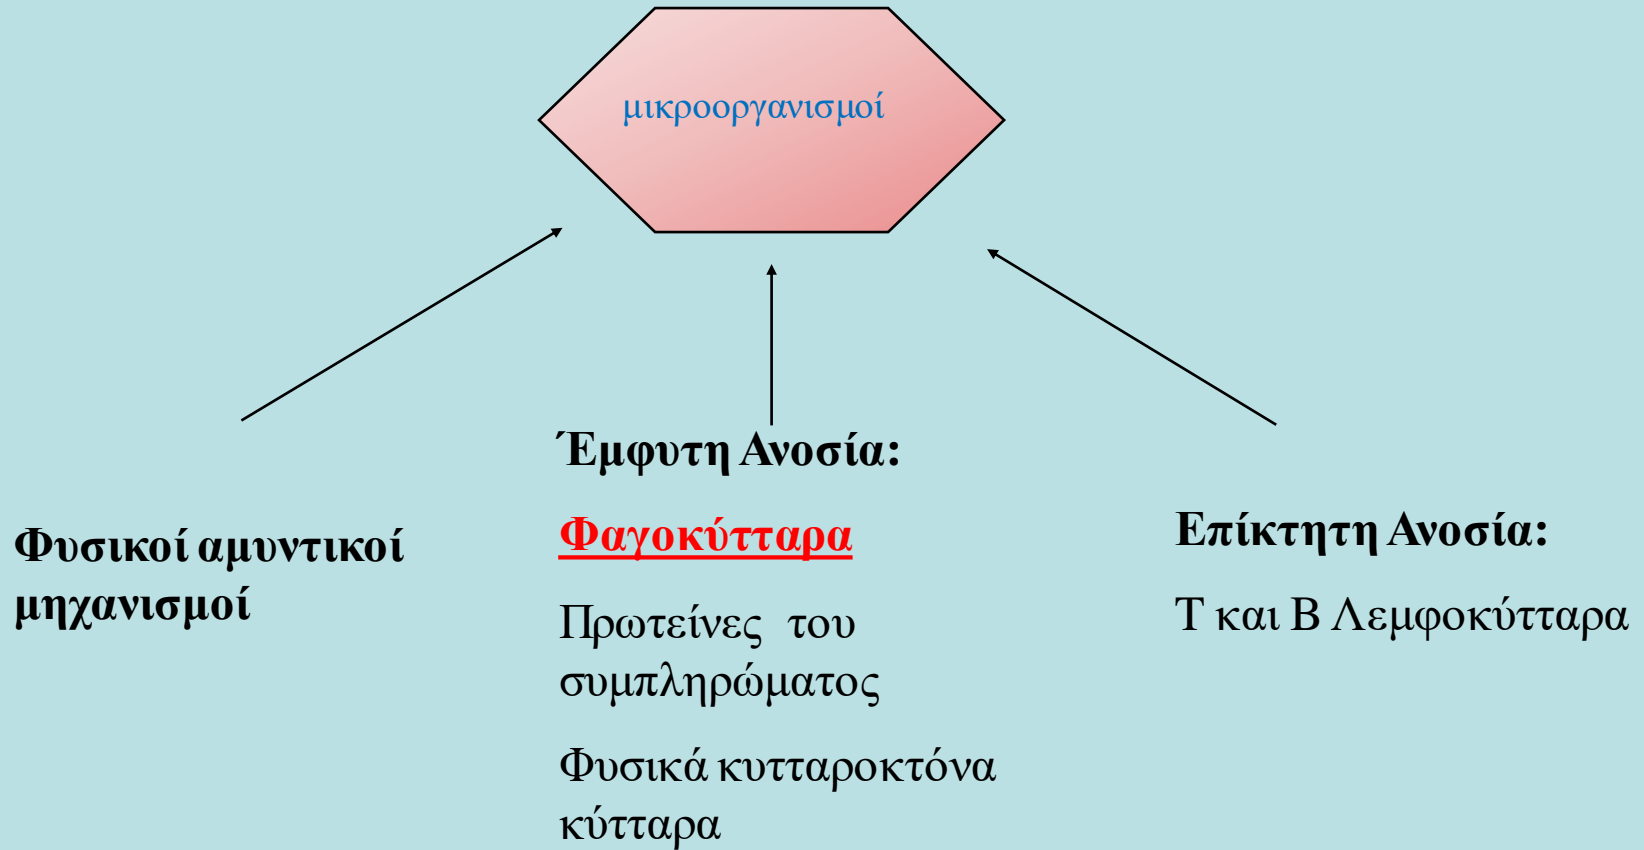 μικροοργανισμοί
Φυσικοί αμυντικοί
μηχανισμοί
Έμφυτη Ανοσία:
Φαγοκύτταρα
Πρωτείνες του
συμπληρώματος
Φυσικά κυτταροκτόνα
κύτταρα
Επίκτητη Ανοσία:
Τ και Β Λεμφοκύτταρα